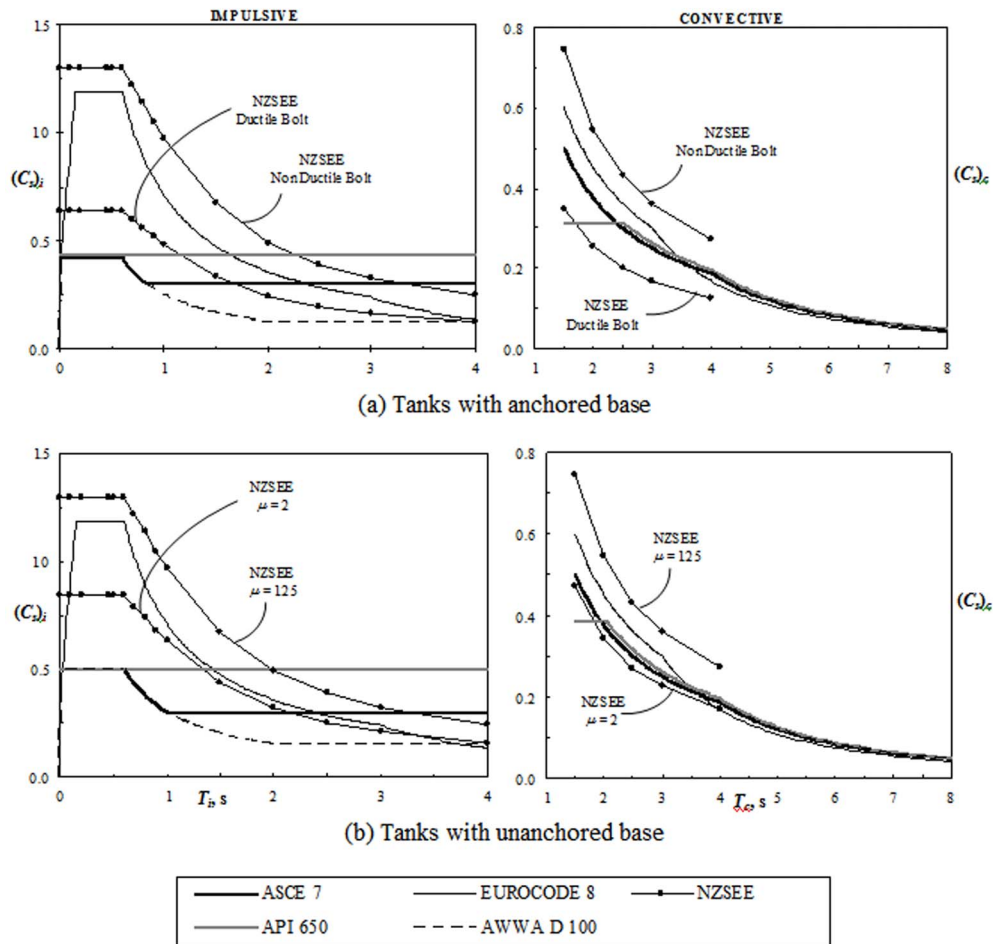 IMPULSIVE
CONVECTIVE
1.5
1.0
0.5
0.0
(Cs)i
NZSEE
Ductile Bolt
NZSEE
NonDuctile Bolt
0 1 2 3 4
0.8
0.6
0.4
0.2
0.0
(Cs)c
NZSEE
NonDuctile Bolt
NZSEE
Ductile Bolt
1 2 3 4 5 6 7 8
(a) Tanks with anchored base
1.5
1.0
0.5
0.0
(Cs)i
NZSEE
μ=2
NZSEE
μ=125
0 1 2 3 4
Ti, s
0.8
0.6
0.4
0.2
0.0
(Cs)c
NZSEE
μ=125
NZSEE
μ=2
1 2 3 4 5 6 7 8
Tc, s
(b) Tanks with unanchored base
ASCE 7
EUROCODE 8
NZSEE
API 650
AWWA D 100